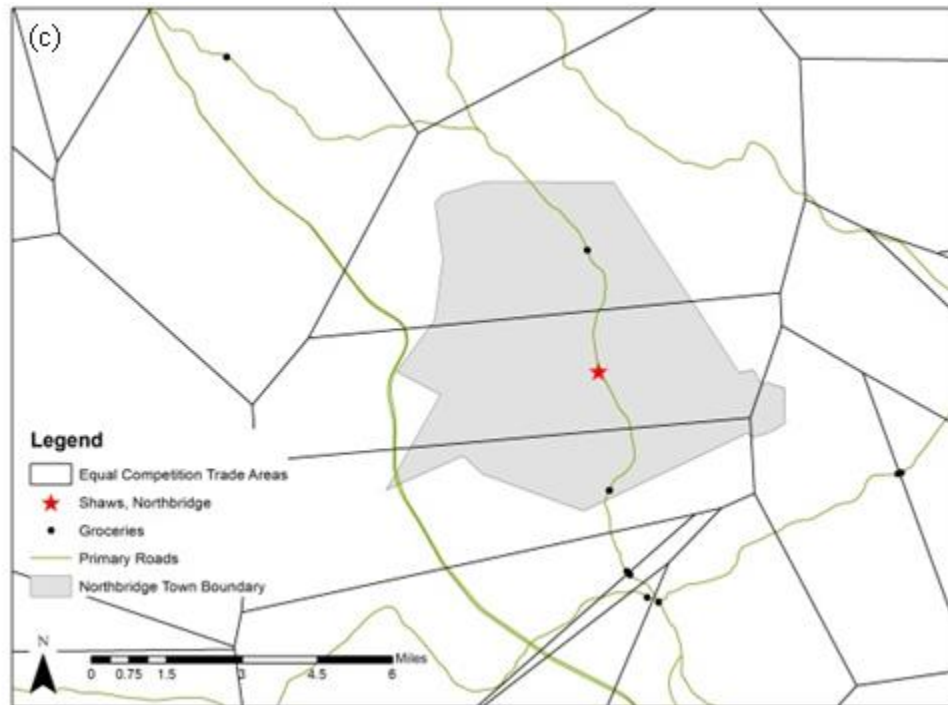 (c)
Legend
Equal Competition Trade Areas
Shaws, Northbridge
Groceries
Primary Roads
Northbridge Town Boundary
N
Miles
0 0.75 1.5 3 4.5 6